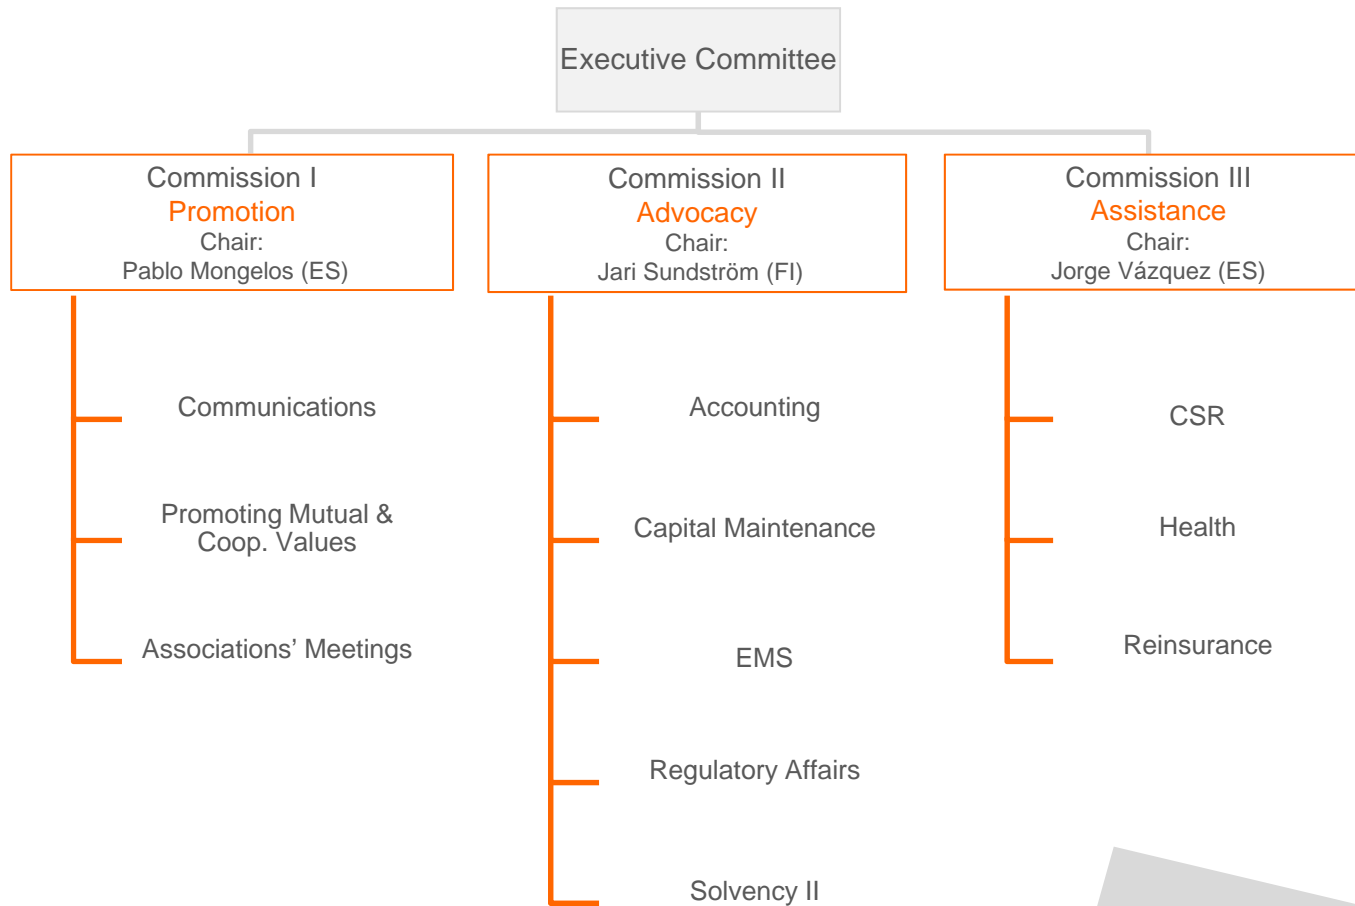 Executive Committee
Commission I
Promotion
Chair:
Pablo Mongelos (ES)
Commission II
Advocacy
Chair:
Jari Sundström (FI)
Commission III
Assistance
Chair:
Jorge Vázquez (ES)
Communications
Promoting Mutual &
Coop. Values
Associations’ Meetings
Accounting
Capital Maintenance
EMS
Regulatory Affairs
Solvency II
CSR
Health
Reinsurance